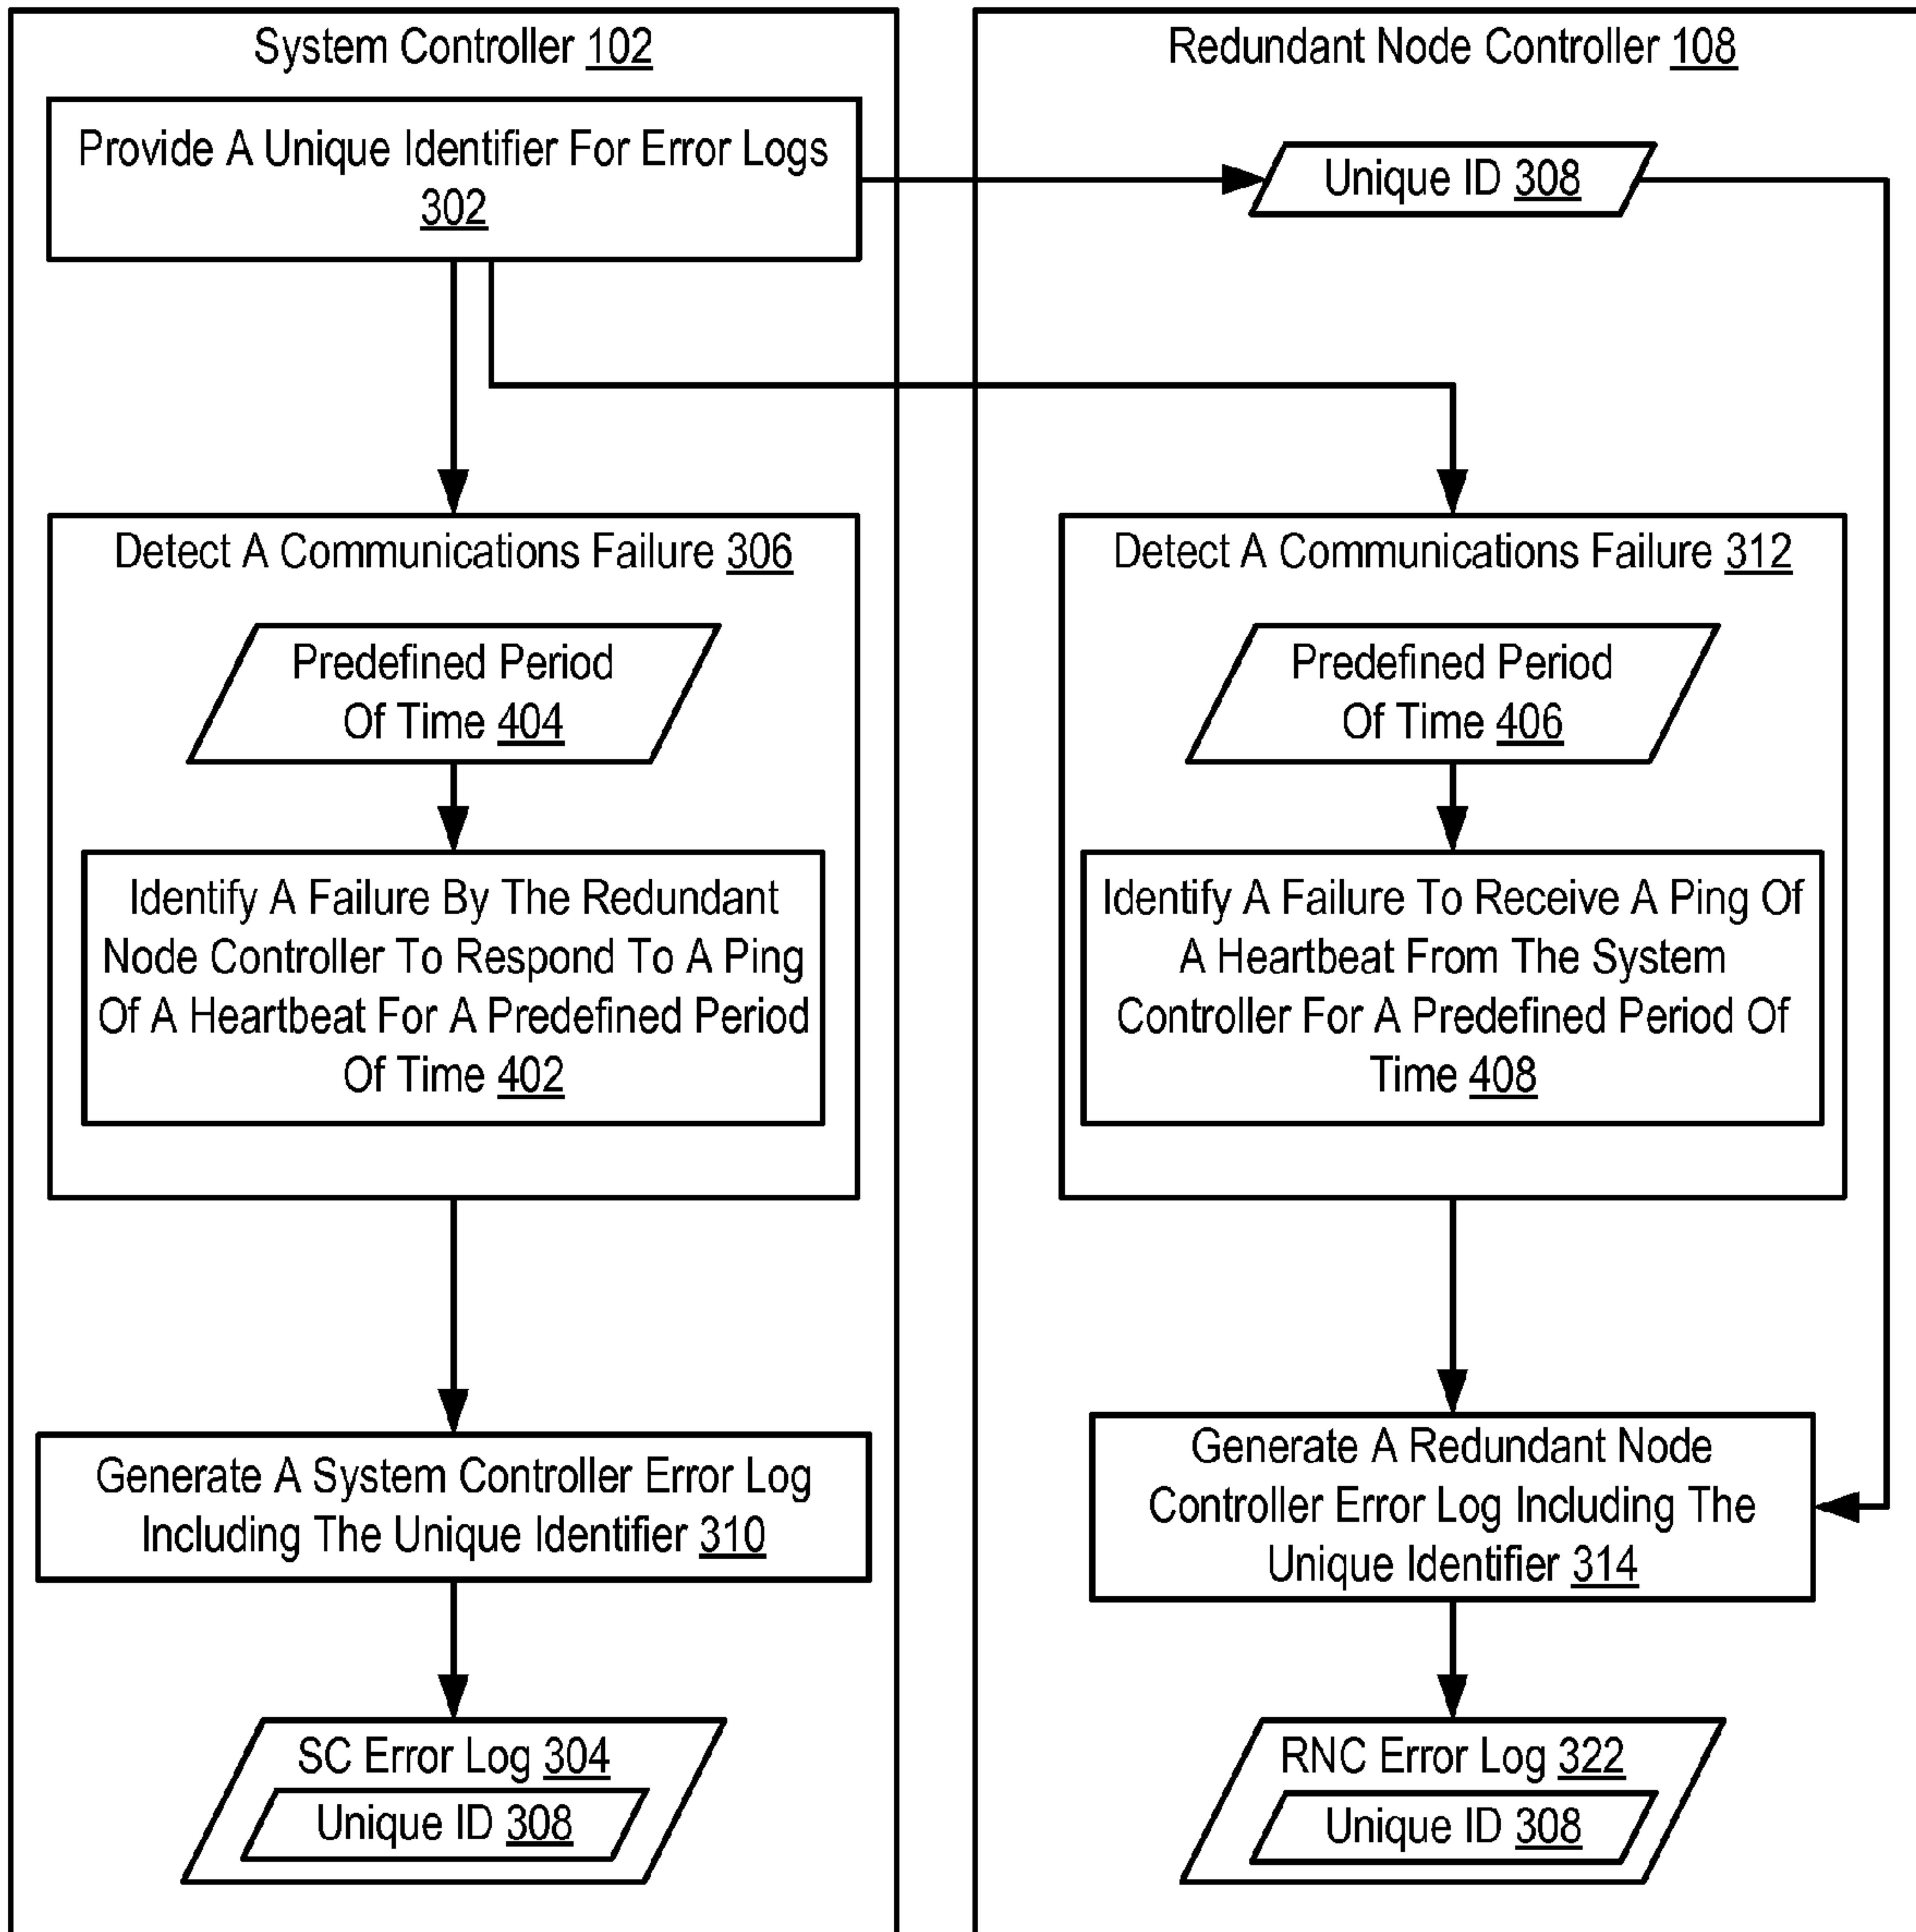 System Controller 102
Provide A Unique Identifier For Error Logs
302
Detect A Communications Failure 306
Predefined Period
Of Time 404
Identify A Failure By The Redundant
Node Controller To Respond To A Ping
Of A Heartbeat For A Predefined Period
Of Time 402
Generate A System Controller Error Log
Including The Unique Identifier 310
SC Error Log 304
Unique ID 308
Redundant Node Controller 108
Unique ID 308
Detect A Communications Failure 312
Predefined Period
Of Time 406
Identify A Failure To Receive A Ping Of
A Heartbeat From The System
Controller For A Predefined Period Of
Time 408
Generate A Redundant Node
Controller Error Log Including The
Unique Identifier 314
RNC Error Log 322
Unique ID 308